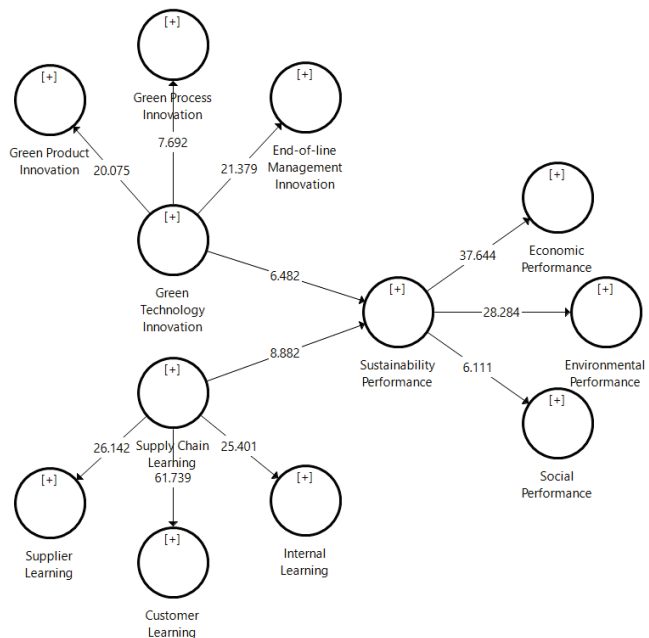 [+]
Green Process
Innovation
[+]
Green Product
Innovation
[+]
End-of-line
Management
Innovation
20.075
7.692
21.379
[+]
Green
Technology
Innovation
6.482
8.882
[+]
Sustainability
Performance
37.644
28.284
6.111
[+]
Economic
Performance
[+]
Environmental
Performance
[+]
Social
Performance
[+]
Supply Chain
Learning
26.142
61.739
25.401
[+]
Supplier
Learning
[+]
Customer
Learning
[+]
Internal
Learning